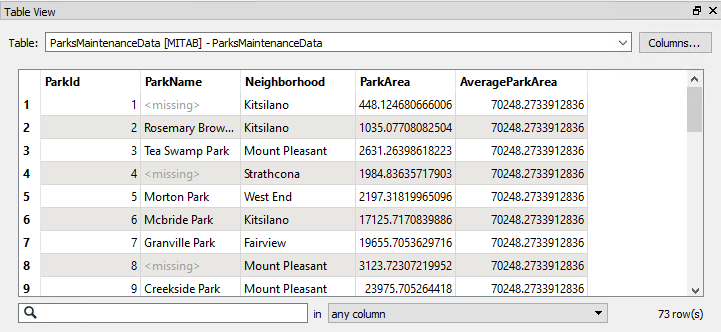 Table View
Table: ParksMaintenanceData [MITAB] - ParksMaintenanceData Columns...
ParkId ParkName Neighborhood ParkArea AverageParkArea
1 1 <missing> Kitsilano 448.124680666006 70248.2733912836
2 2 Rosemary Brow... Kitsilano 1035.07708082504 70248.2733912836
3 3 Tea Swamp Park Mount Pleasant 2631.26398618223 70248.2733912836
4 4 <missing> Strathcona 1984.83635717903 70248.2733912836
5 5 Morton Park West End 2197.31819965096 70248.2733912836
6 6 Mcbride Park Kitsilano 17125.7170839886 70248.2733912836
7 7 Granville Park Fairview 19655.7053629716 70248.2733912836
8 8 <missing> Mount Pleasant 3123.72307219952 70248.2733912836
9 9 Creekside Park Mount Pleasant 23975.705264418 70248.2733912836
in any column 73 row(s)